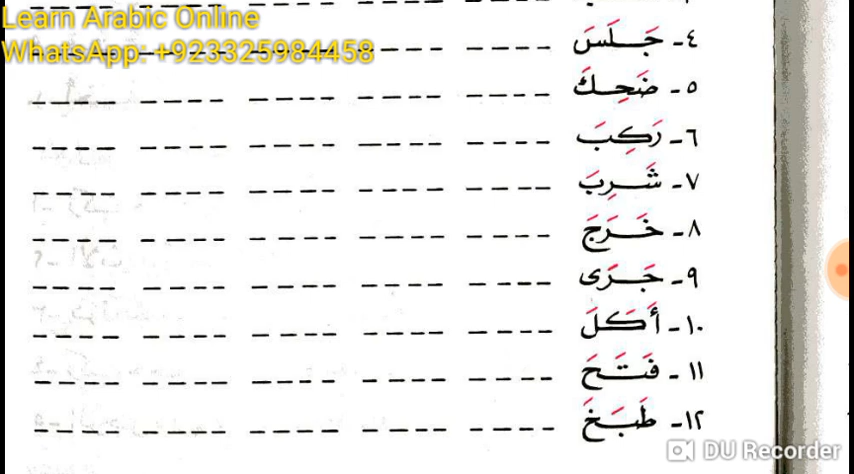 Learn Arabic Online
WhatsApp: +923325984458
٤- جَلَسَ
٥- ضَحِكَ
٦- رَكِبَ
٧- شَرِبَ
٨- خَرَجَ
٩- جَرَى
١٠- أَكَلَ
١١- فَتَحَ
١٢- طَبَخَ
DU Recorder